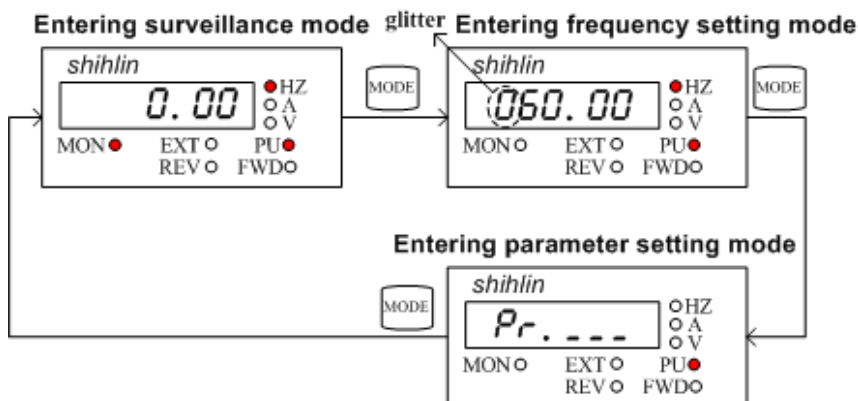 Entering surveillance mode
shihlin
0.00
HZ
A
V
MON EXT PU
REV FWD
MODE
glitter
Entering frequency setting mode
shihlin
060.00
HZ
A
V
MON EXT PU
REV FWD
MODE
Entering parameter setting mode
shihlin
Pr.___
HZ
A
V
MON EXT PU
REV FWD
MODE